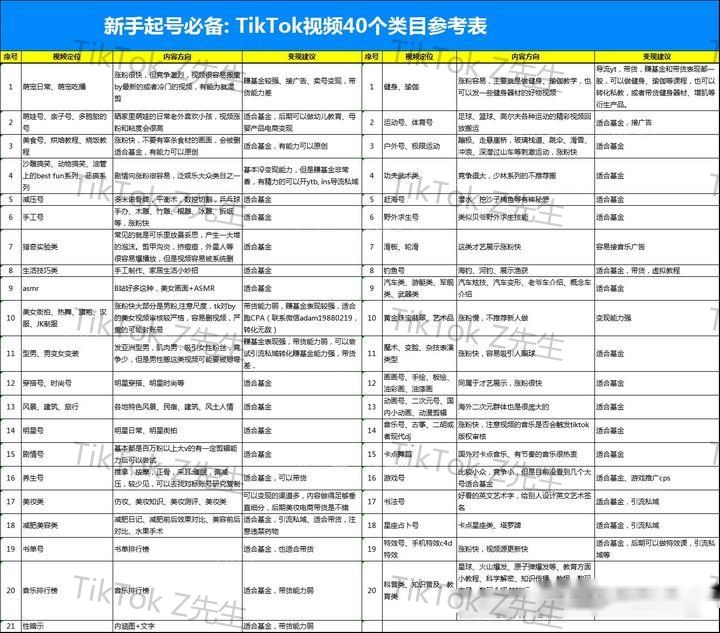 新手起号必备: TikTok视频40个类目参考表
序号 视频定位 内容方向 变现建议 序号 视频定位 内容方向 变现建议
1 萌宠日常、萌宠吃播
涨粉很快，但竞争激烈，视频很容易搬重
by最新的或者冷门的视频，有能力就混
剪
赚基金较强、接广告、卖号变现，带
货能力差
1 健身、瑜伽
涨粉容易，主要就是做健身、瑜伽教学，也
可以发一些健身器材的好物视频
导流yt，带货，赚基金和带货表现都一
般，可以做健身、瑜伽等课程，也可以
转化私教，或者带货健身器材、增肌等
衍生产品。
2 萌娃号、亲子号、多胞胎的
号
晒家里萌娃的日常老外喜欢小孩，视频涨
粉和粘度会很高
适合基金，后期可以做幼儿教育、母
婴产品电商变现
2 运动号、体育号
足球、篮球、高尔夫各种运动的精彩视频回
放搬运
适合基金，接广告
3 美食号、烘焙教程、烧饭教
程
涨粉快，不要有宰杀食材的画面，会被删
适合基金，有能力可以原创
适合基金，有能力可以原创
3 户外号、极限运动
蹦极、走悬崖桥、玻璃栈道、跳伞、滑雪、
冲浪、深潜过山车等刺激运动，涨粉快
适合基金
4 沙雕搞笑、动物搞笑、油管
上的best fun系列、恶搞系
列
剧情向涨粉很容易，泛娱乐大众类目之一
基本没变现能力，但是赚基金非常
香，有精力的可以开ytb, ins导流私域
4 功夫武术类 竞争很大，少林系列的不推荐搬 适合基金
5 减压号 多米诺骨牌，平衡术，数控切割，乒乓球 适合基金
5 赶海号 潜水、挖沙子捕鱼等有神秘感 适合基金
6 手工号
手办、木雕、竹雕、根雕、冰雕、折烟
等，涨粉快
适合基金
6 野外求生号 类似贝爷野外求生技能 适合基金
7 猎奇实验类
常见的就是可乐里放曼妥思，产生一大堆
的泡沫，剪甲沟炎，挤痘痘，外星人等
很容易爆播放，但是视频容易被系统删
适合基金
7 滑板、轮滑 这类才艺展示涨粉快 容易接音乐广告
8 生活技巧类 手工制作、家居生活小妙招 适合基金
8 钓鱼号 海钓，河钓，展示渔获 适合基金，带货，虚拟教程
9 asmr B站好多这种，美女画面+ASMR 适合基金
9 汽车类、游艇类、军舰
类、武器类
汽车炫技、汽车变形、老爷车介绍、概念车
介绍
适合基金
10 美女街拍、热舞、旗袍、汉
服、JK制服
涨粉快大部分是男粉,注意尺度，tk对by
的美女视频审核较严格，容易删视频，严
重的可能封账号
带货能力弱，赚基金表现较强，适合
跑CPA（联系微信adam19880219，
转化无敌）
10 黄金珠宝翡翠，艺术品 涨粉慢，不推荐新人做 变现能力强
11 型男、男变女变装
发亚洲型男，肌肉男，吸引女性粉丝，竞
争少，但是男性搬运类视频可能要被掰弯
赚基金表现强，带货能力弱，可以尝
试引流私域转化赚基金能力强，带货
差，
11 魔术、变脸、杂技表演
类型
涨粉快，容易吸引人眼球 适合基金
12 穿搭号、时尚号 明星穿搭、明星时尚等 适合基金
12 画画号、手绘、板绘、
油彩画、油漆画
同属于才艺展示，涨粉很快 适合基金
13 风景、建筑、旅行 各地特色风景、民宿、建筑、风土人情 适合基金
13 动画号、二次元号、国
内小动画、动漫剪辑
海外二次元群体也是很庞大的 适合基金
14 明星号 明星日常、明星街拍 适合基金
14 音乐号、古筝、二胡或
者现代dj
涨粉快，注意视频的音乐是否会触发tiktok
版权审核
适合基金
15 剧情号
基本都是百万粉以上大v的有一定剪辑能
力后可以尝试
适合基金
15 卡点舞蹈 国外对卡点音乐、有节奏的音乐很热衷 适合基金
16 养生号
推拿、按摩、正骨、采耳、催眠、偏减
压，较少见，可以去找对标账号研究复制
适合基金，可以带货
16 游戏号
比较小众，竞争小，但是目前没看到几个大
号适合基金
适合基金、游戏推广cps
17 美妆类 仿妆、美妆知识、美妆测评、美妆类
可以变现的渠道多，内容做得足够垂
直细分，后期美妆电商带货是不错
17 书法号
好看的英文艺术字，给别人设计英文艺术签
名
适合基金，引流私域
18 减肥美容类
减肥日记、减肥前后效果对比、美容前后
对比、水果手术
适合基金，引流私域、适合带货，注
意违禁药物
18 星座占卜号 卡点星座类、塔罗牌 适合基金，引流私域
19 书单号 书单排行榜 适合基金，也适合带货
19 特效号、手机特效c4d
特效
涨粉快，视频源更新快
适合基金，后期可以做特效课，引流私
域等
20 音乐排行榜 音乐排行榜 适合基金，带货能力弱
20 科普类、知识普及、教
育类
星球、火山爆发、原子弹爆发等、教育方面
小教程、科学解密、知识传播、教程、数码
21 性暗示 内涵图+文字 适合基金，带货能力弱
TikTok Z先生